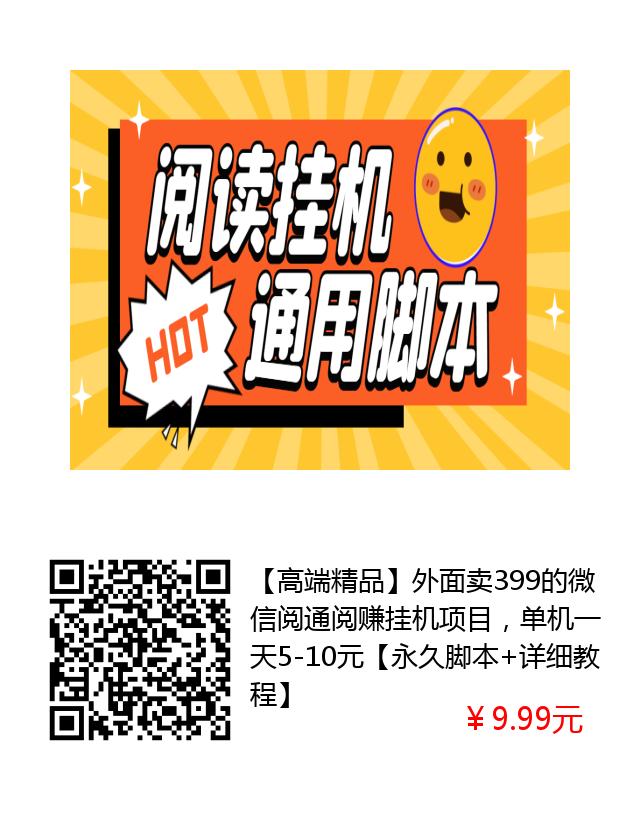 阅读挂机
HOT
通用脚本
【高端精品】外面卖399的微
信阅通阅赚挂机项目，单机一
天5-10元【永久脚本+详细教
程】
￥9.99元